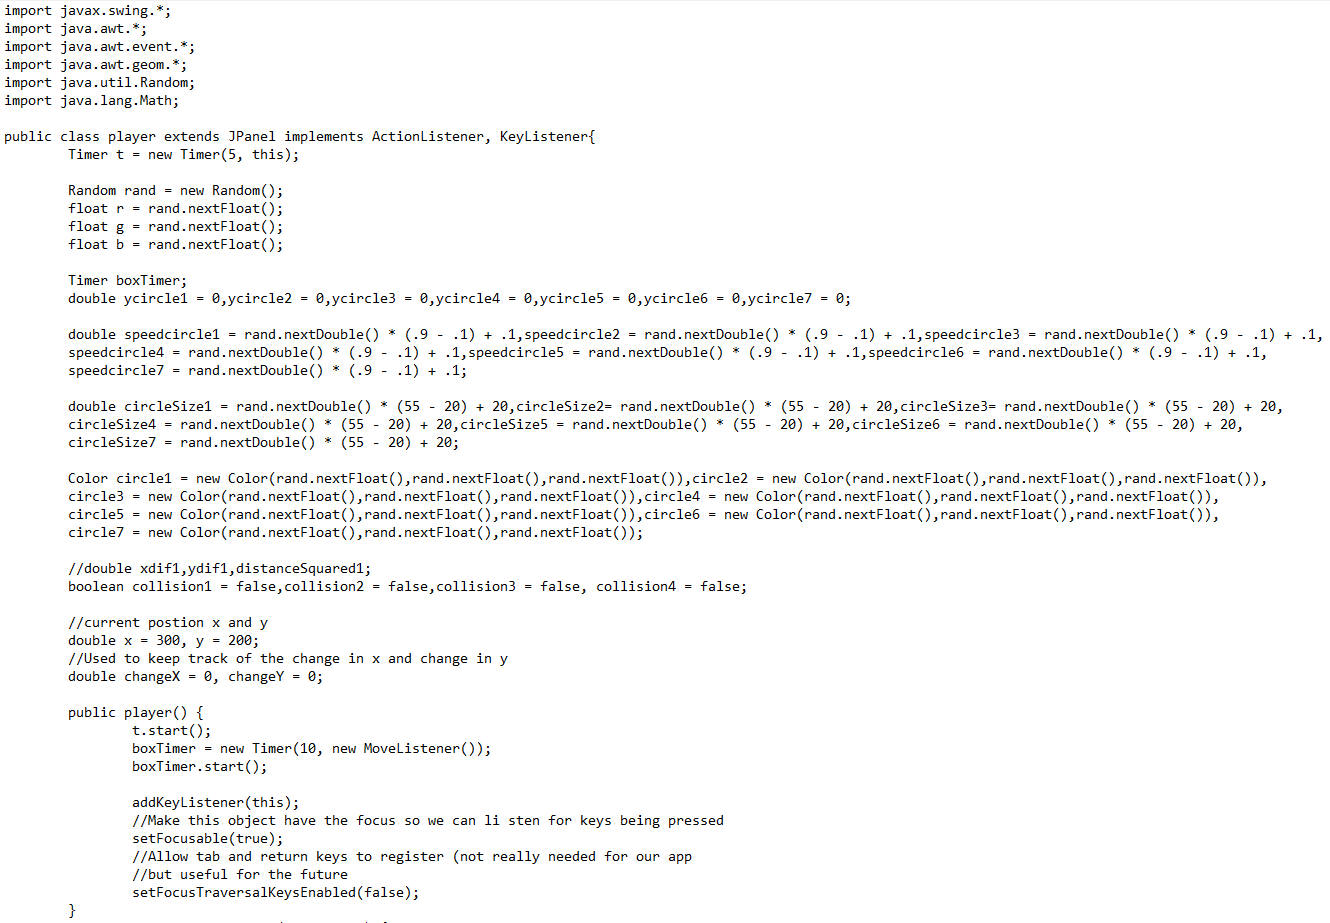 import javax.swing.*;
import java.awt.*;
import java.awt.event.*;
import java.awt.geom.*;
import java.util.Random;
import java.lang.Math;

public class player extends JPanel implements ActionListener, KeyListener{
        Timer t = new Timer(5, this);

        Random rand = new Random();
        float r = rand.nextFloat();
        float g = rand.nextFloat();
        float b = rand.nextFloat();

        Timer boxTimer;
        double ycircle1 = 0,ycircle2 = 0,ycircle3 = 0,ycircle4 = 0,ycircle5 = 0,ycircle6 = 0,ycircle7 = 0;

        double speedcircle1 = rand.nextDouble() * (.9 - .1) + .1,speedcircle2 = rand.nextDouble() * (.9 - .1) + .1,speedcircle3 = rand.nextDouble() * (.9 - .1) + .1,
        speedcircle4 = rand.nextDouble() * (.9 - .1) + .1,speedcircle5 = rand.nextDouble() * (.9 - .1) + .1,speedcircle6 = rand.nextDouble() * (.9 - .1) + .1,
        speedcircle7 = rand.nextDouble() * (.9 - .1) + .1;

        double circleSize1 = rand.nextDouble() * (55 - 20) + 20,circleSize2= rand.nextDouble() * (55 - 20) + 20,circleSize3= rand.nextDouble() * (55 - 20) + 20,
        circleSize4 = rand.nextDouble() * (55 - 20) + 20,circleSize5 = rand.nextDouble() * (55 - 20) + 20,circleSize6 = rand.nextDouble() * (55 - 20) + 20,
        circleSize7 = rand.nextDouble() * (55 - 20) + 20;

        Color circle1 = new Color(rand.nextFloat(),rand.nextFloat(),rand.nextFloat()),circle2 = new Color(rand.nextFloat(),rand.nextFloat(),rand.nextFloat()),
        circle3 = new Color(rand.nextFloat(),rand.nextFloat(),rand.nextFloat()),circle4 = new Color(rand.nextFloat(),rand.nextFloat(),rand.nextFloat()),
        circle5 = new Color(rand.nextFloat(),rand.nextFloat(),rand.nextFloat()),circle6 = new Color(rand.nextFloat(),rand.nextFloat(),rand.nextFloat()),
        circle7 = new Color(rand.nextFloat(),rand.nextFloat(),rand.nextFloat());

        //double xdif1,ydif1,distanceSquared1;
        boolean collision1 = false,collision2 = false,collision3 = false, collision4 = false;

        //current postion x and y
        double x = 300, y = 200;
        //Used to keep track of the change in x and change in y
        double changeX = 0, changeY = 0;

        public player() {
                t.start();
                boxTimer = new Timer(10, new MoveListener());
                boxTimer.start();

                addKeyListener(this);
                //Make this object have the focus so we can li sten for keys being pressed
                setFocusable(true);
                //Allow tab and return keys to register (not really needed for our app
                //but useful for the future
                setFocusTraversalKeysEnabled(false);
        }